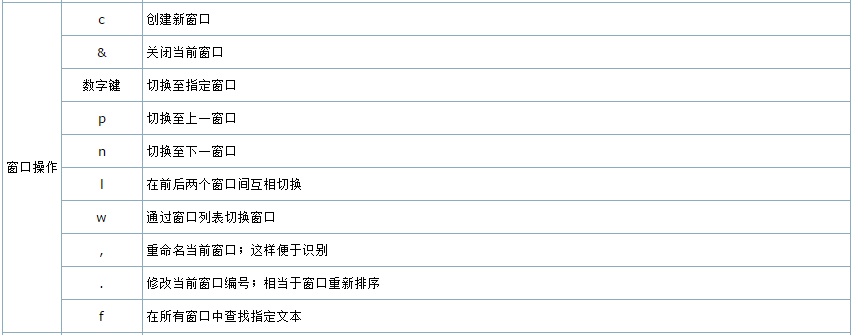 c 创建新窗口
& 关闭当前窗口
数字键 切换至指定窗口
p 切换至上一窗口
n 切换至下一窗口
窗口操作
l 在前后两个窗口间互相切换
w 通过窗口列表切换窗口
, 重命名当前窗口；这样便于识别
. 修改当前窗口编号；相当于窗口重新排序
f 在所有窗口中查找指定文本